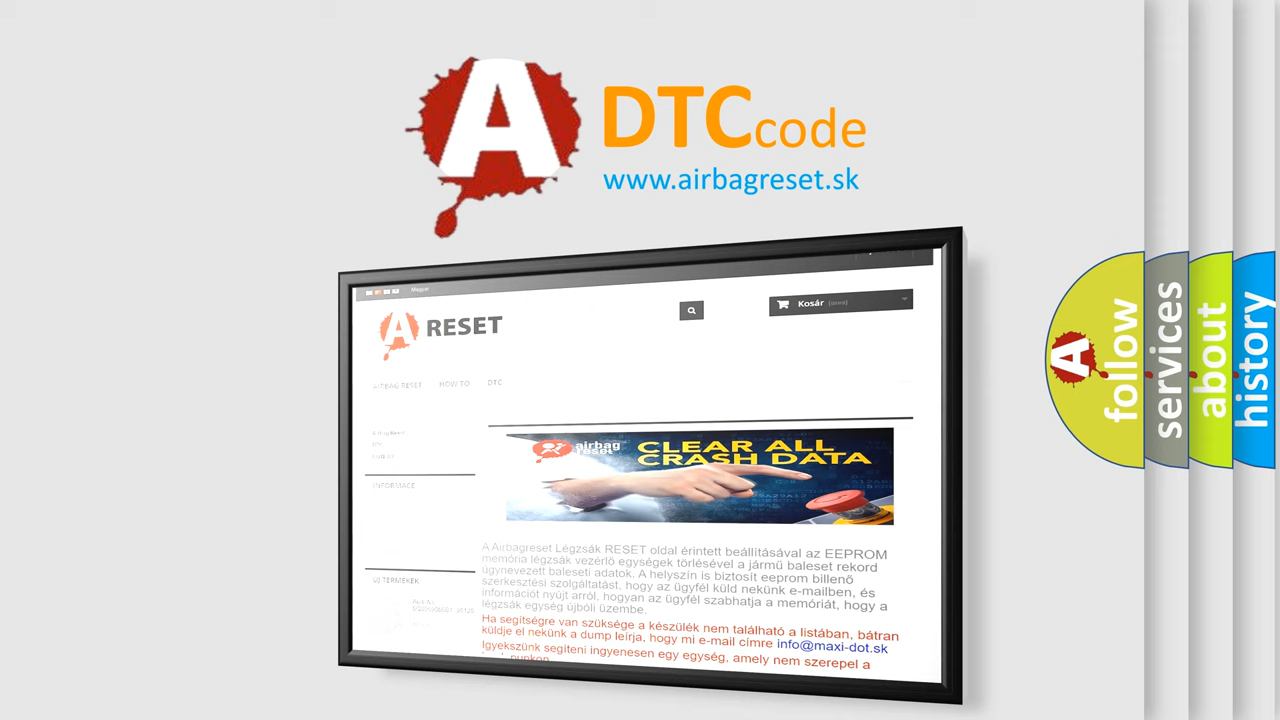 A
DTCcode
www.airbagreset.sk
Magyar
Kosár (üres)
A RESET
AIRBAG RESET HOW TO DTC
INFORMACE
airbag
reset
CLEAR ALL
CRASH DATA
A Airbagreset Légzsák RESET oldal érintett beállításával az EEPROM
memória légzsák vezérlő egységek törlésével a jármű baleset rekord
úgynevezett baleseti adatok. A helyszín is biztosít eeprom billenő
szerkesztési szolgáltatást, hogy az ügyfél küld nekünk e-mailben, és
információt nyújt arról, hogyan az ügyfél szabhatja a memóriát, hogy a
légzsák egység újbóli üzembe.
Ha segítségre van szüksége a készülék nem található a listában, bátran
küldje el nekünk a dump leírja, hogy mi e-mail címre info@maxi-dot.sk
Igyekszünk segíteni ingyenesen egy egység, amely nem szerepel a
ÚJ TERMÉKEK
A
follow
services
about
history